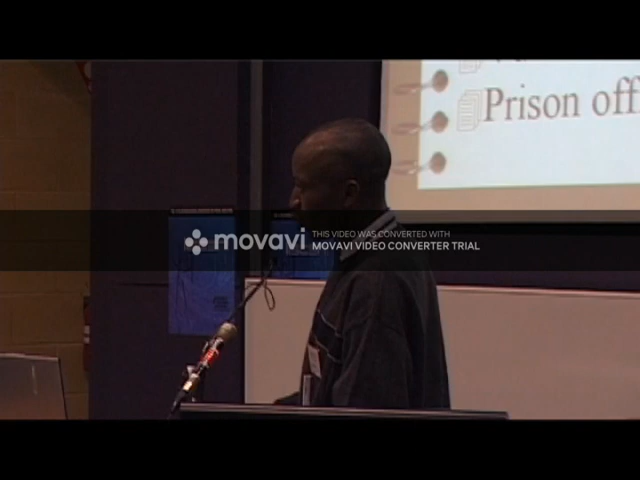 Prison off
movavi
THIS VIDEO WAS CONVERTED WITH
MOVAVI VIDEO CONVERTER TRIAL